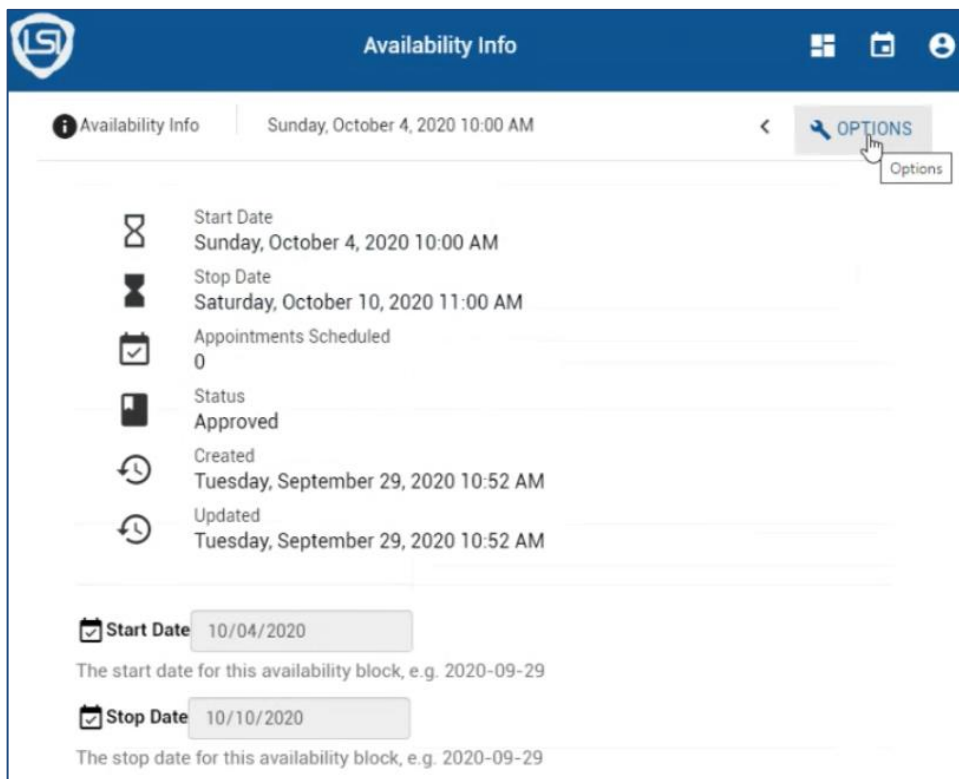 LSI
Availability Info
Availability Info
Sunday, October 4, 2020 10:00 AM
OPTIONS
Options
Start Date
Sunday, October 4, 2020 10:00 AM
Stop Date
Saturday, October 10, 2020 11:00 AM
Appointments Scheduled
0
Status
Approved
Created
Tuesday, September 29, 2020 10:52 AM
Updated
Tuesday, September 29, 2020 10:52 AM
Start Date 10/04/2020
The start date for this availability block, e.g. 2020-09-29
Stop Date 10/10/2020
The stop date for this availability block, e.g. 2020-09-29